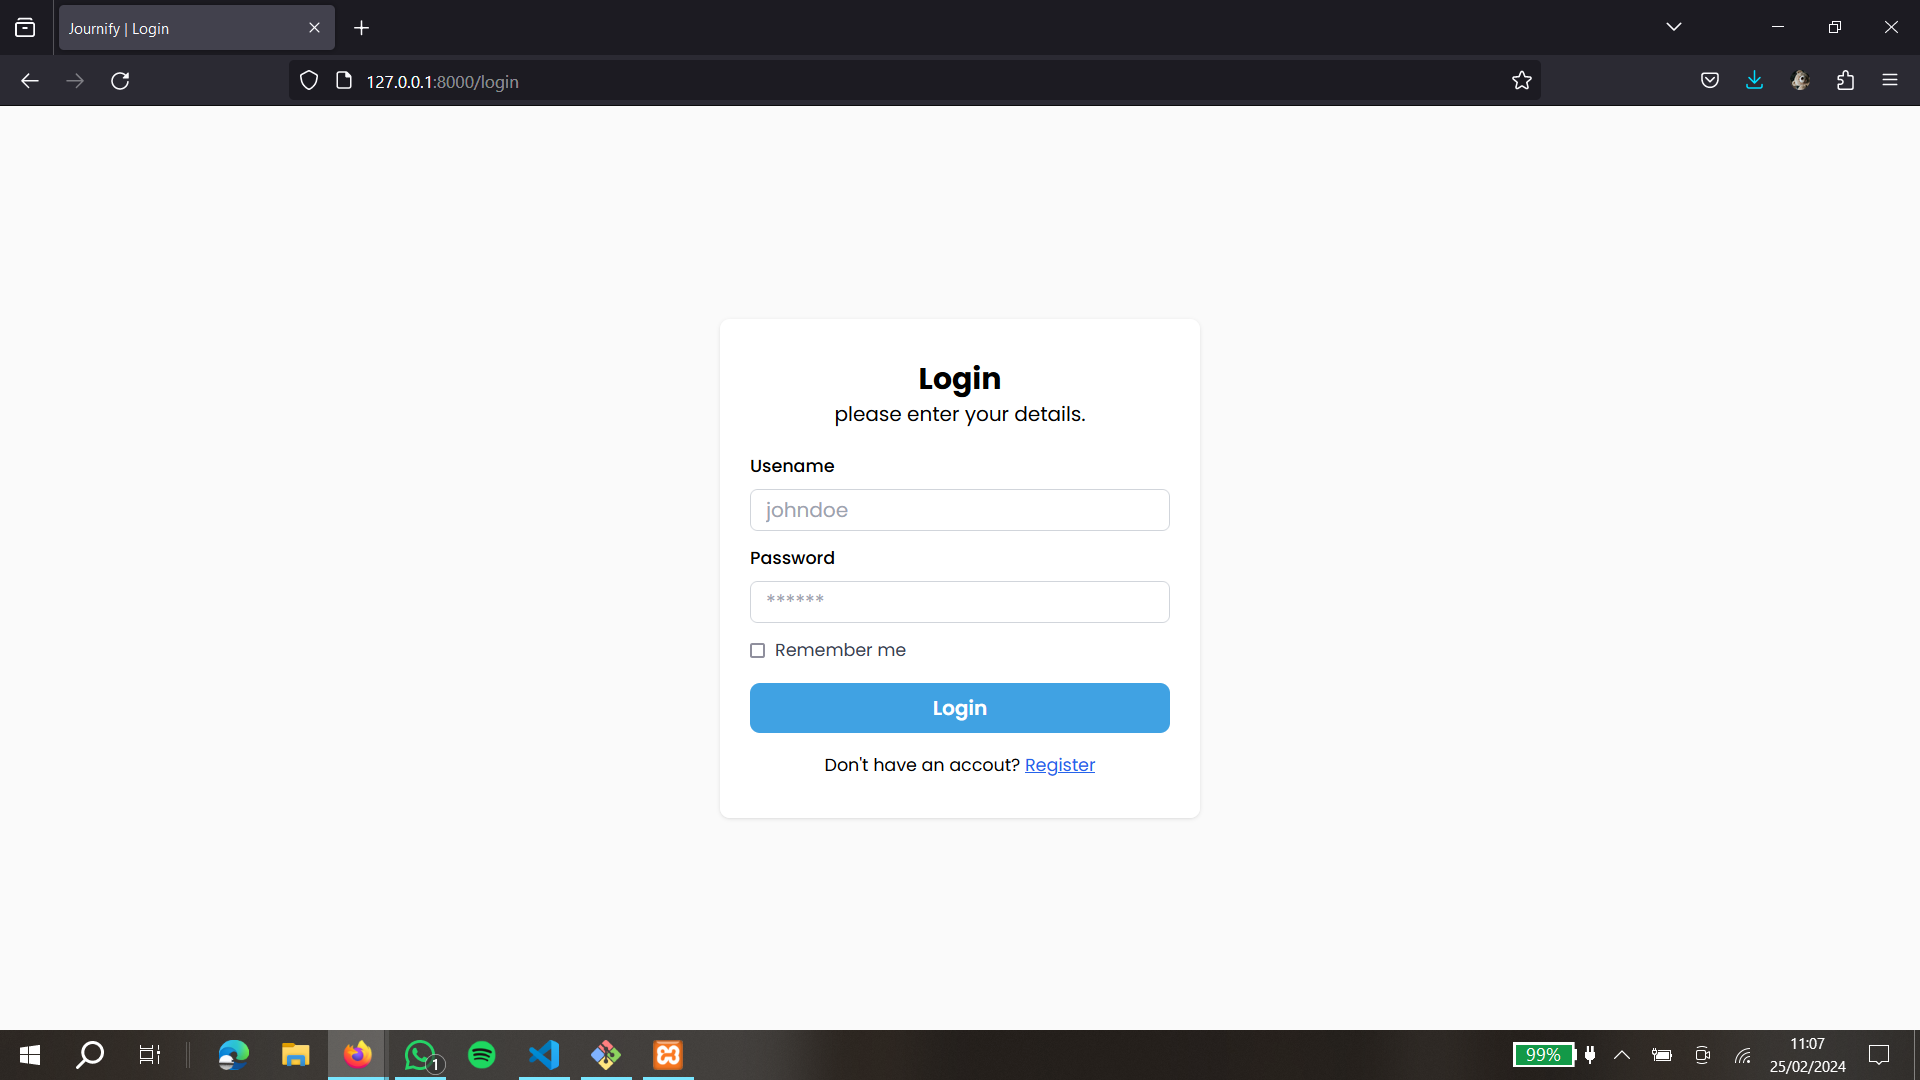 Journify | Login
127.0.0.1:8000/login
Login
please enter your details.
Usename
johndoe
Password
******
Remember me
Login
Don't have an accout? Register
1
99%
11:07
25/02/2024